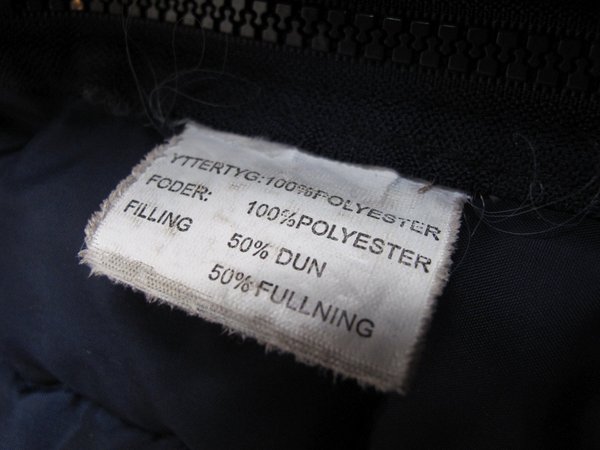 YTTERTYG:100%POLYESTER
FODER: 100%POLYESTER
FILLING 50% DUN
50% FULLNING